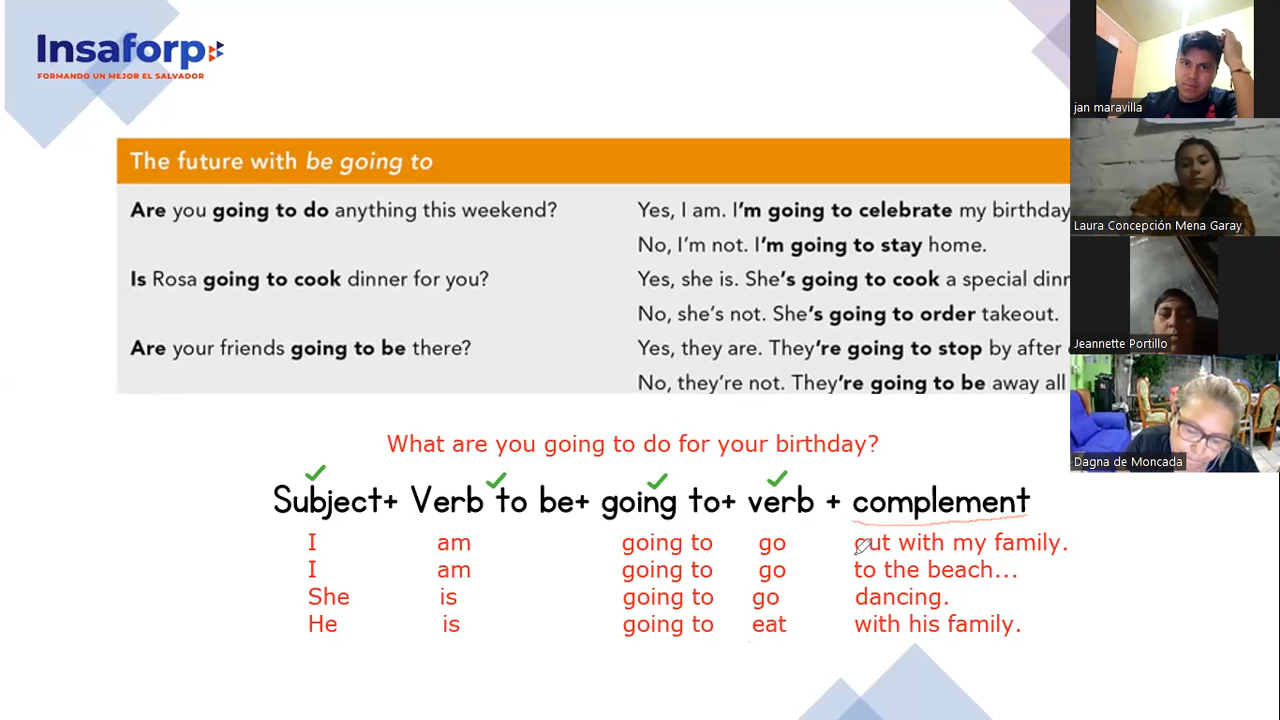 Insaforp
FORMANDO UN MEJOR EL SALVADOR
The future with be going to
Are you going to do anything this weekend? Yes, I am. I'm going to celebrate my birthday
No, I'm not. I'm going to stay home.
Is Rosa going to cook dinner for you? Yes, she is. She's going to cook a special
No, she's not. She's going to order takeout.
Are your friends going to be there? Yes, they are. They're going to stop by after
No, they're not. They're going to be away all
What are you going to do for your birthday?
Subject+ Verb to be+ going to+ verb + complement
I am going to go out with my family.
I am going to go to the beach...
She is going to go dancing.
He is going to eat with his family.
jan maravilla
Laura Concepción Mena Garay
Jeannette Portillo
Dagna de Moncada